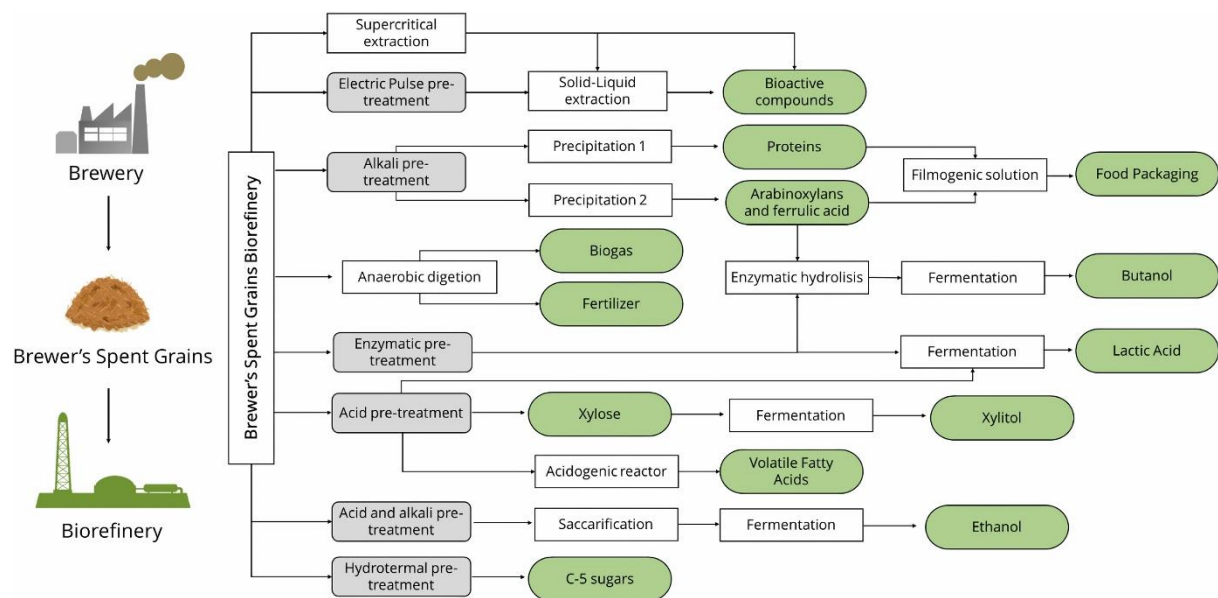 Brewery
Brewer's Spent Grains
Biorefinery
Brewer's Spent Grains Biorefinery
Supercritical
extraction
Electric Pulse pre-
treatment
Solid-Liquid
extraction
Bioactive
compounds
Alkali pre-
treatment
Precipitation 1
Proteins
Precipitation 2
Arabinoxylans
and ferrulic acid
Filmogenic solution
Food Packaging
Anaerobic digetion
Biogas
Fertilizer
Enzymatic hydrolisis
Fermentation
Butanol
Enzymatic pre-
treatment
Fermentation
Lactic Acid
Acid pre-treatment
Xylose
Fermentation
Xylitol
Acidogenic reactor
Volatile Fatty
Acids
Acid and alkali pre-
treatment
Saccarification
Fermentation
Ethanol
Hydrotermal pre-
treatment
C-5 sugars